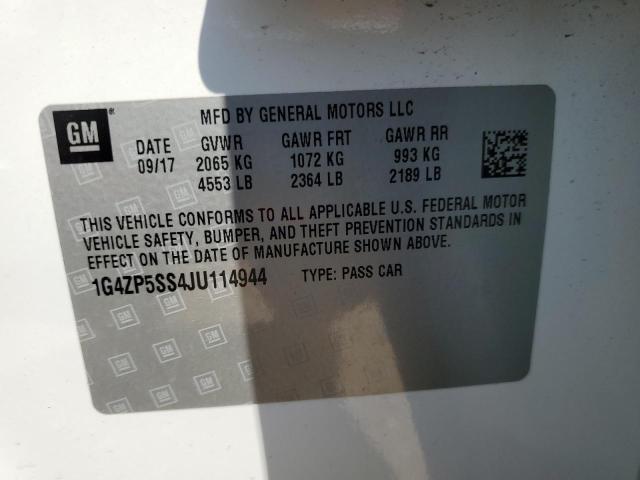 GM
MFD BY GENERAL MOTORS LLC
DATE GVWR GAWR FRT GAWR RR
09/17 2065 KG 1072 KG 993 KG
4553 LB 2364 LB 2189 LB
THIS VEHICLE CONFORMS TO ALL APPLICABLE U.S. FEDERAL MOTOR
VEHICLE SAFETY, BUMPER, AND THEFT PREVENTION STANDARDS IN
EFFECT ON THE DATE OF MANUFACTURE SHOWN ABOVE.
1G4ZP5SS4JU114944 TYPE: PASS CAR